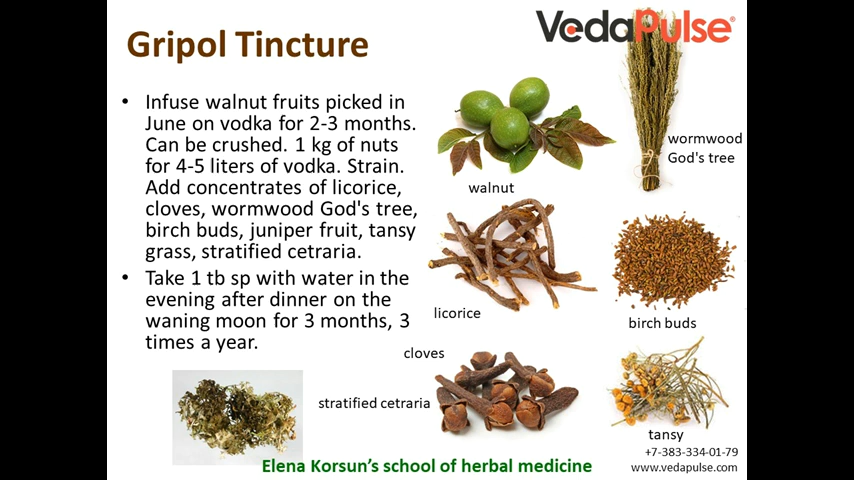 Gripol Tincture
VedaPulse®
• Infuse walnut fruits picked in
June on vodka for 2-3 months.
Can be crushed. 1 kg of nuts
for 4-5 liters of vodka. Strain.
Add concentrates of licorice,
cloves, wormwood God's tree,
birch buds, juniper fruit, tansy
grass, stratified cetraria.
• Take 1 tb sp with water in the
evening after dinner on the
waning moon for 3 months, 3
times a year.
walnut
wormwood
God's tree
licorice
birch buds
cloves
stratified cetraria
tansy
Elena Korsun's school of herbal medicine
+7-383-334-01-79
www.vedapulse.com